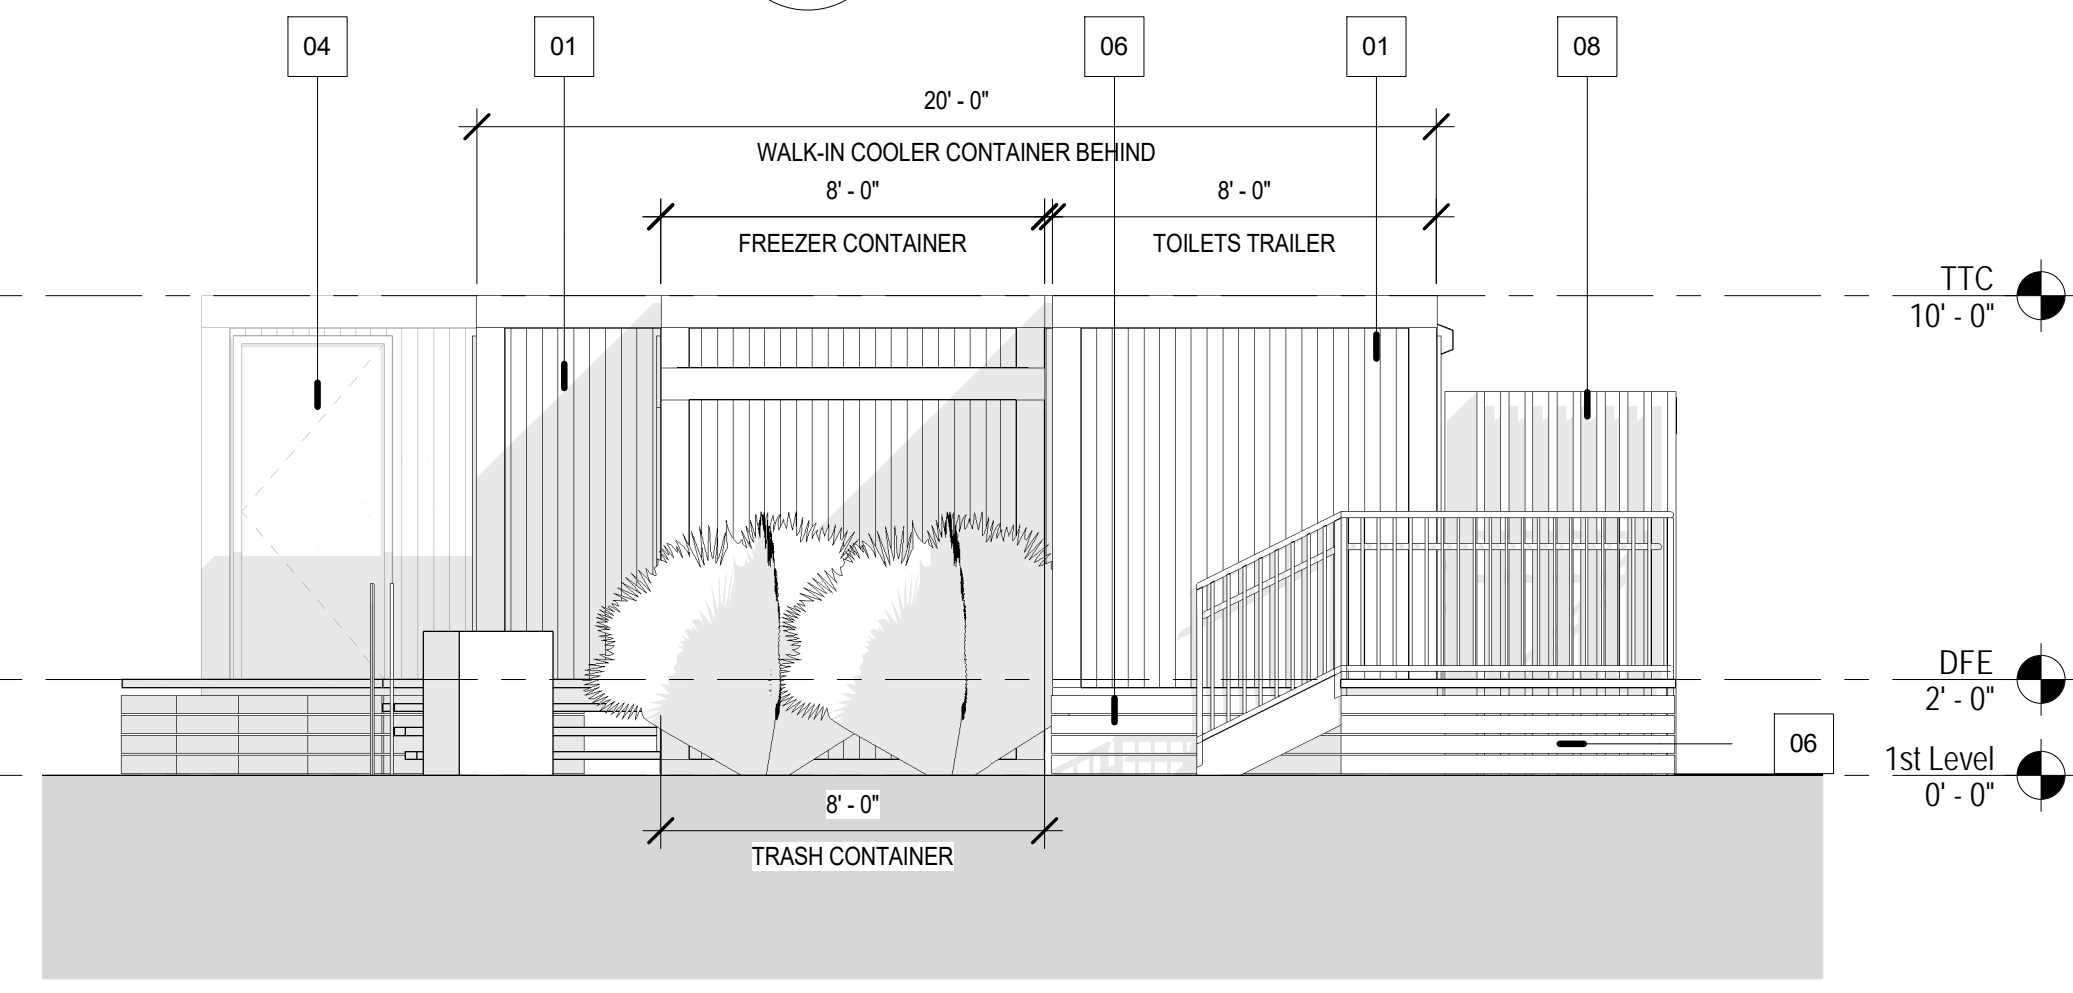 04
01
06
01
08
20' - 0"
WALK-IN COOLER CONTAINER BEHIND
8' - 0"
8' - 0"
FREEZER CONTAINER
TOILETS TRAILER
TTC
10' - 0"
DFE
2' - 0"
06
1st Level
0' - 0"
8' - 0"
TRASH CONTAINER